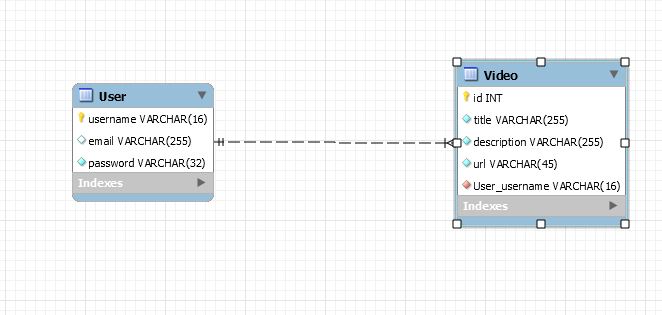 User
username VARCHAR(16)
email VARCHAR(255)
password VARCHAR(32)
Indexes
Video
id INT
title VARCHAR(255)
description VARCHAR(255)
url VARCHAR(45)
User_username VARCHAR(16)
Indexes